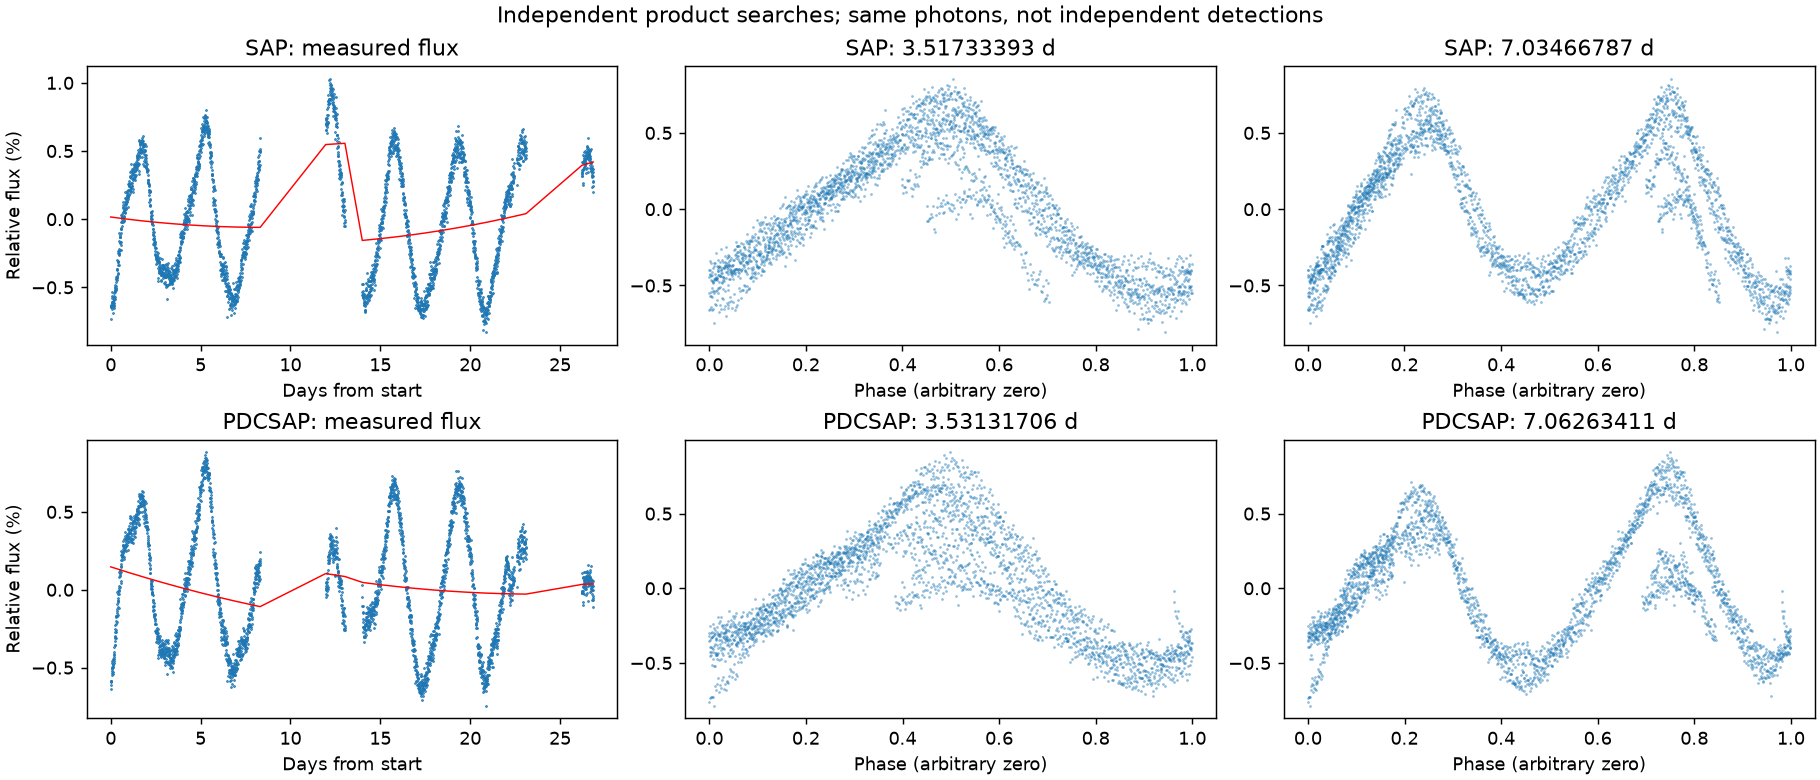 Independent product searches; same photons, not independent detections
SAP: measured flux
SAP: 3.51733393 d
SAP: 7.03466787 d
Relative flux (%)
1.0
0.5
0.0
−0.5
0.5
0.0
−0.5
0.5
0.0
−0.5
0 5 10 15 20 25
0.0 0.2 0.4 0.6 0.8 1.0
0.0 0.2 0.4 0.6 0.8 1.0
Days from start
Phase (arbitrary zero)
Phase (arbitrary zero)
PDCSAP: measured flux
PDCSAP: 3.53131706 d
PDCSAP: 7.06263411 d
Relative flux (%)
0.5
0.0
−0.5
0.5
0.0
−0.5
0.5
0.0
−0.5
0 5 10 15 20 25
0.0 0.2 0.4 0.6 0.8 1.0
0.0 0.2 0.4 0.6 0.8 1.0
Days from start
Phase (arbitrary zero)
Phase (arbitrary zero)